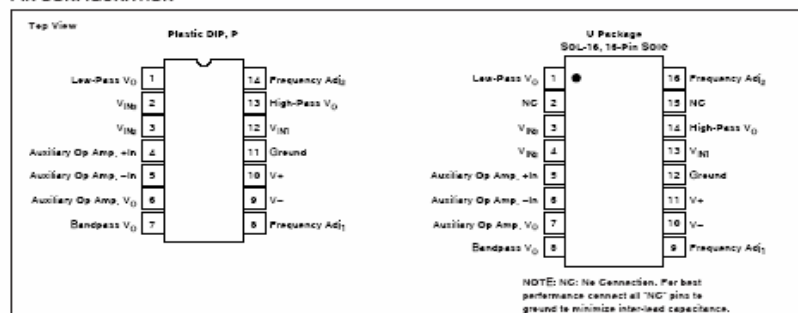 Top View
Plastic DIP, P
Low-Pass VO 1
VIN3 2
VIN2 3
Auxiliary Op Amp, +In 4
Auxiliary Op Amp, –In 5
Auxiliary Op Amp, VO 6
Bandpass VO 7
14 Frequency Adj2
13 High-Pass VO
12 VIN1
11 Ground
10 V+
9 V–
8 Frequency Adj1
U Package
SOL-16, 16-Pin SOIC
Low-Pass VO 1
NC 2
VIN3 3
VIN2 4
Auxiliary Op Amp, +In 5
Auxiliary Op Amp, –In 6
Auxiliary Op Amp, VO 7
Bandpass VO 8
16 Frequency Adj2
15 NC
14 High-Pass VO
13 VIN1
12 Ground
11 V+
10 V–
9 Frequency Adj1
NOTE: NC: No Connection. For best
performance connect all "NC" pins to
ground to minimize inter-lead capacitance.